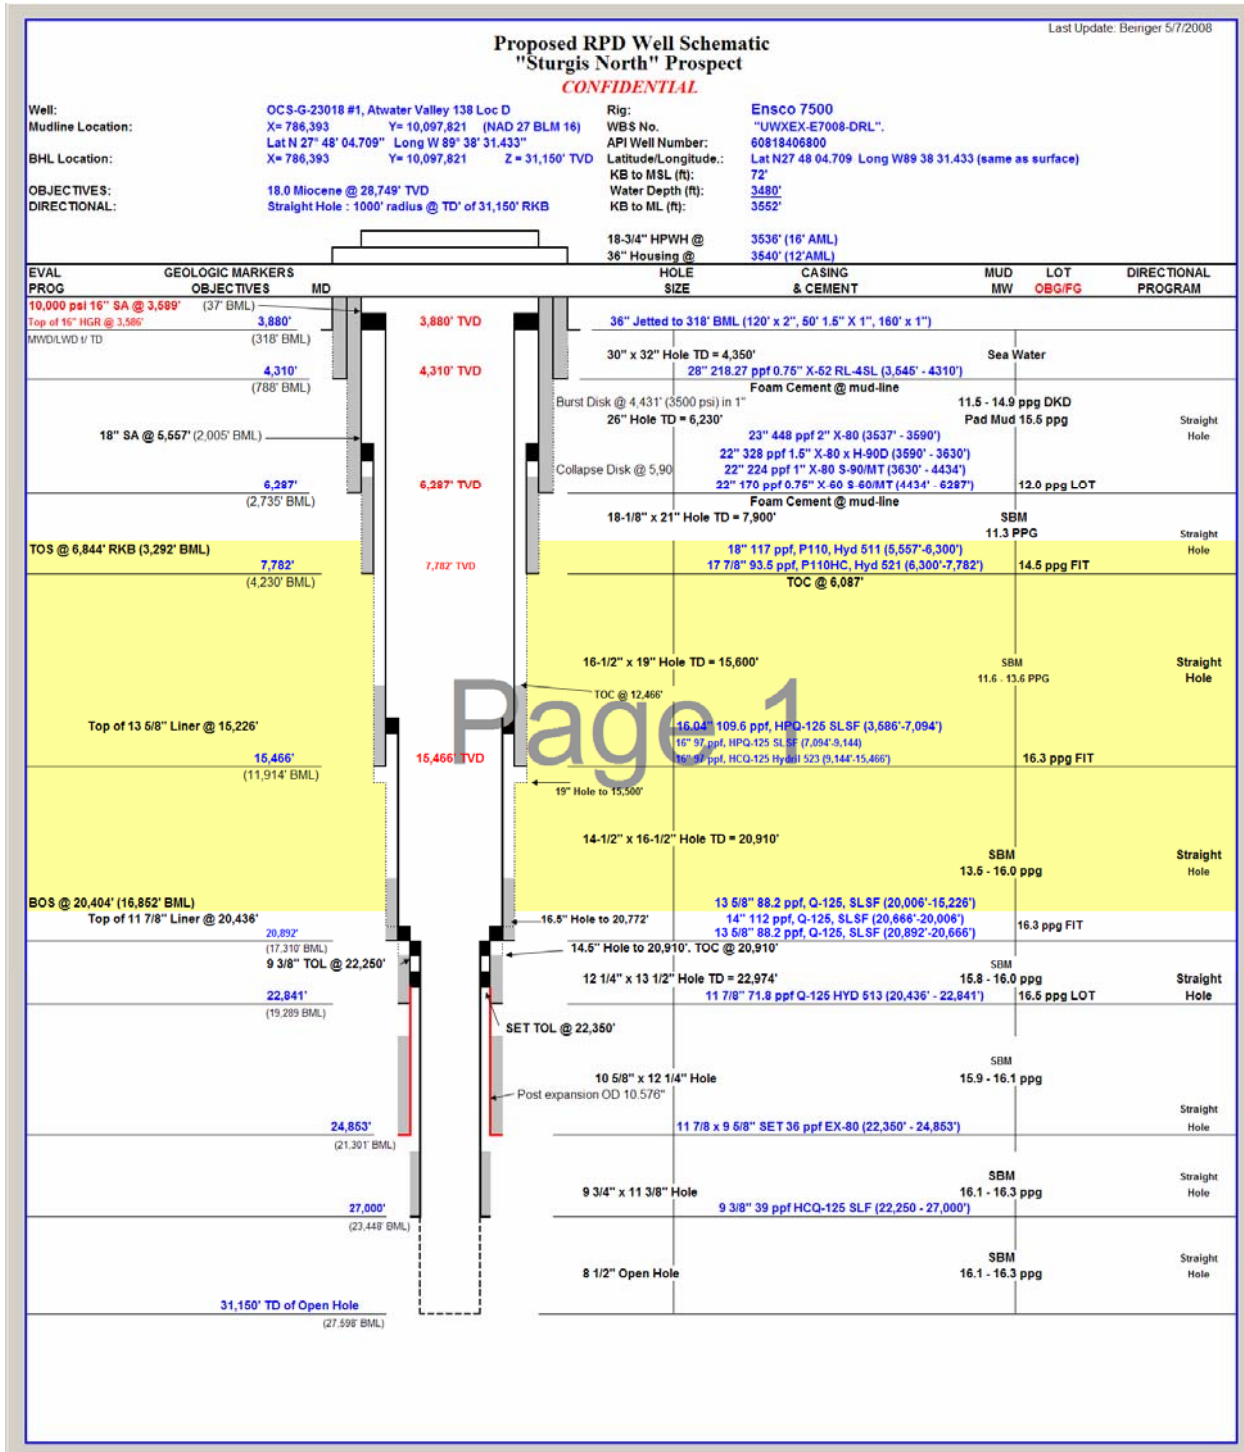 Last Update: Beirger 5/7/2008
Proposed RPD Well Schematic
"Sturgis North" Prospect
CONFIDENTIAL
Well: OCS-G-23018 #1, Atwater Valley 138 Loc D Rig: Ensco 7500
Mudline Location: X= 786,393 Y= 10,097,821 (NAD 27 BLM 16) WBS No. "UWXEX-E7008-DRL".
Lat N 27° 48' 04.709" Long W 89° 38' 31.433" API Well Number: 60818406800
BHL Location: X= 786,393 Y= 10,097,821 Z = 31,150' TVD Latitude/Longitude.: Lat N27 48 04.709 Long W89 38 31.433 (same as surface)
KB to MSL (ft): 72'
OBJECTIVES: 18.0 Miocene @ 28,749' TVD Water Depth (ft): 3480'
DIRECTIONAL: Straight Hole : 1000' radius @ TD' of 31,150' RKB KB to ML (ft): 3552'
18-3/4" HPWH @ 3536' (16' AML)
36" Housing @ 3540' (12'AML)
EVAL GEOLOGIC MARKERS HOLE CASING MUD LOT DIRECTIONAL
PROG OBJECTIVES MD SIZE & CEMENT MW OBG/FG PROGRAM
10,000 psi 16" SA @ 3,589' (37' BML)
Top of 16" HGR @ 3,586' 3,880' 3,880' TVD 36" Jetted to 318' BML (120' x 2", 50' 1.5" X 1", 160' x 1")
MWD/LWD t/ TD (318' BML)
30" x 32" Hole TD = 4,350' Sea Water
4,310' 4,310' TVD 28" 218.27 ppf 0.75" X-52 RL-4SL (3,545' - 4310')
(788' BML) Foam Cement @ mud-line
Burst Disk @ 4,431' (3500 psi) in 1" 11.5 - 14.9 ppg DKD
26" Hole TD = 6,230' Pad Mud 15.5 ppg Straight
18" SA @ 5,557' (2,005' BML) 23" 448 ppf 2" X-80 (3537' - 3590') Hole
22" 328 ppf 1.5" X-80 x H-90D (3590' - 3630')
Collapse Disk @ 5,90 22" 224 ppf 1" X-80 S-90/MT (3630' - 4434')
6,287' 6,287' TVD 22" 170 ppf 0.75" X-60 S-60/MT (4434' - 6287') 12.0 ppg LOT
(2,735' BML) Foam Cement @ mud-line
18-1/8" x 21" Hole TD = 7,900' SBM
11.3 PPG Straight
TOS @ 6,844' RKB (3,292' BML) 18" 117 ppf, P110, Hyd 511 (5,557'-6,300') Hole
7,782' 7,782' TVD 17 7/8" 93.5 ppf, P110HC, Hyd 521 (6,300'-7,782') 14.5 ppg FIT
(4,230' BML) TOC @ 6,087'
16-1/2" x 19" Hole TD = 15,600' SBM Straight
11.6 - 13.6 PPG Hole
Page 1
TOC @ 12,466'
Top of 13 5/8" Liner @ 15,226' 16.04" 109.6 ppf, HPQ-125 SLSF (3,586'-7,094')
16" 97 ppf, HPQ-125 SLSF (7,094'-9,144)
15,466' 15,466' TVD 16" 97 ppf, HCQ-125 Hydril 523 (9,144'-15,466') 16.3 ppg FIT
(11,914' BML)
19" Hole to 15,500'
14-1/2" x 16-1/2" Hole TD = 20,910'
SBM Straight
13.5 - 16.0 ppg Hole
BOS @ 20,404' (16,852' BML) 13 5/8" 88.2 ppf, Q-125, SLSF (20,006'-15,226')
Top of 11 7/8" Liner @ 20,436' 16.5" Hole to 20,772' 14" 112 ppf, Q-125, SLSF (20,666'-20,006') 16.3 ppg FIT
20,892' 13 5/8" 88.2 ppf, Q-125, SLSF (20,892'-20,666')
(17,310' BML) 14.5" Hole to 20,910'. TOC @ 20,910'
9 3/8" TOL @ 22,250' SBM
12 1/4" x 13 1/2" Hole TD = 22,974' 15.8 - 16.0 ppg Straight
22,841' 11 7/8" 71.8 ppf Q-125 HYD 513 (20,436' - 22,841') 16.5 ppg LOT Hole
(19,289 BML)
SET TOL @ 22,350'
SBM
10 5/8" x 12 1/4" Hole 15.9 - 16.1 ppg
Post expansion OD 10.576"
Straight
24,853' 11 7/8 x 9 5/8" SET 36 ppf EX-80 (22,350' - 24,853') Hole
(21,301' BML)
SBM Straight
9 3/4" x 11 3/8" Hole 16.1 - 16.3 ppg Hole
27,000' 9 3/8" 39 ppf HCQ-125 SLF (22,250 - 27,000')
(23,448' BML)
SBM Straight
8 1/2" Open Hole 16.1 - 16.3 ppg Hole
31,150' TD of Open Hole
(27,598' BML)